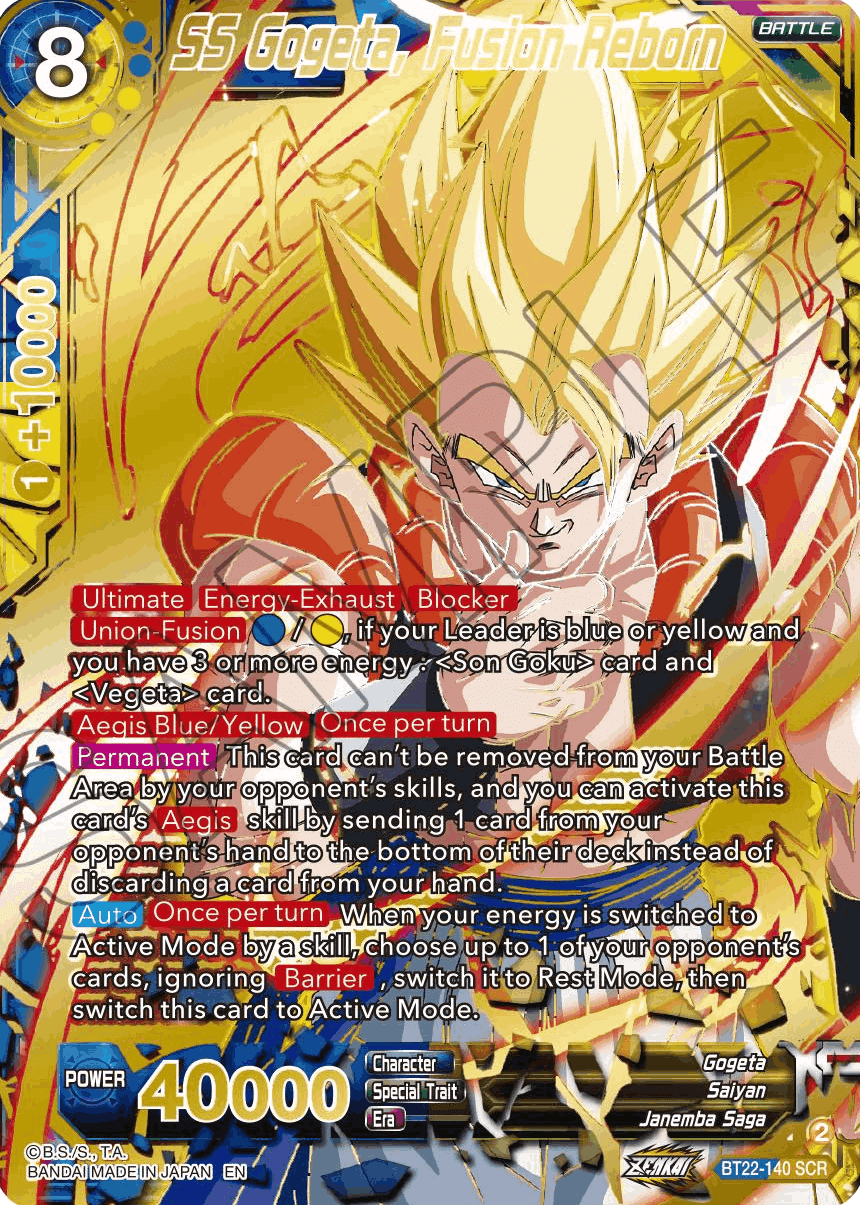 8
SS Gogeta, Fusion Reborn
BATTLE
1 + 10000
SAMPLE
Ultimate Energy-Exhaust Blocker
Union-Fusion / , if your Leader is blue or yellow and
you have 3 or more energy : <Son Goku> card and
<Vegeta> card.
Aegis Blue/Yellow Once per turn
Permanent This card can't be removed from your Battle
Area by your opponent's skills, and you can activate this
card's Aegis skill by sending 1 card from your
opponent's hand to the bottom of their deck instead of
discarding a card from your hand.
Auto Once per turn When your energy is switched to
Active Mode by a skill, choose up to 1 of your opponent's
cards, ignoring Barrier , switch it to Rest Mode, then
switch this card to Active Mode.
POWER 40000
Character Gogeta
Special Trait Saiyan
Era Janemba Saga
2
©B.S./S., T.A.
BANDAI MADE IN JAPAN EN
ZENKAI BT22-140 SCR